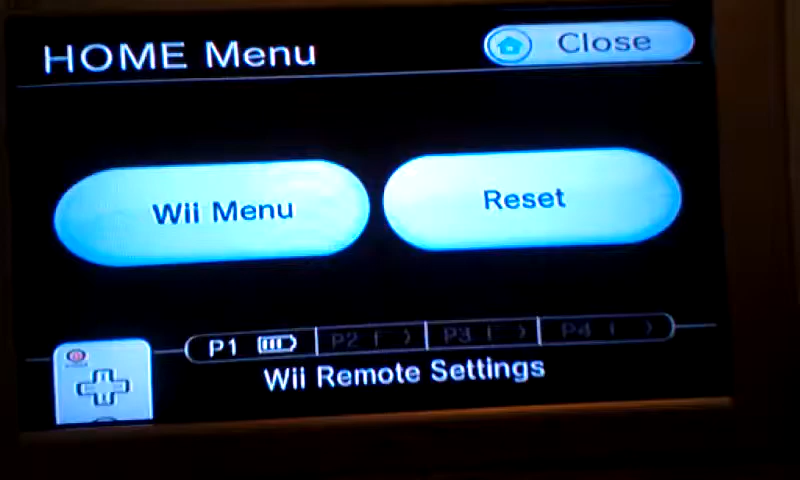 HOME Menu
Close
Wii Menu
Reset
P1 P2 P3 P4
Wii Remote Settings